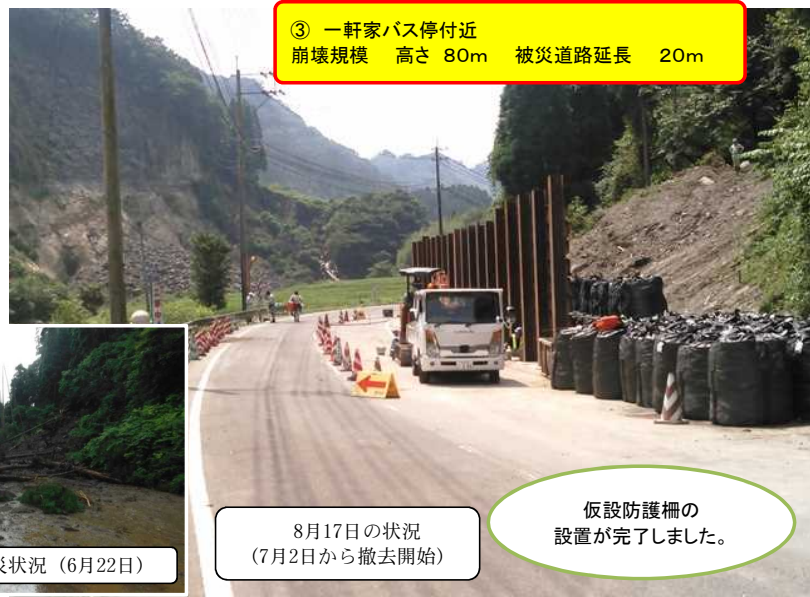 ③ 一軒家バス停付近
崩壊規模 高さ 80m 被災道路延長 20m
災状況（6月22日）
8月17日の状況
(7月2日から撤去開始)
仮設防護柵の
設置が完了しました。